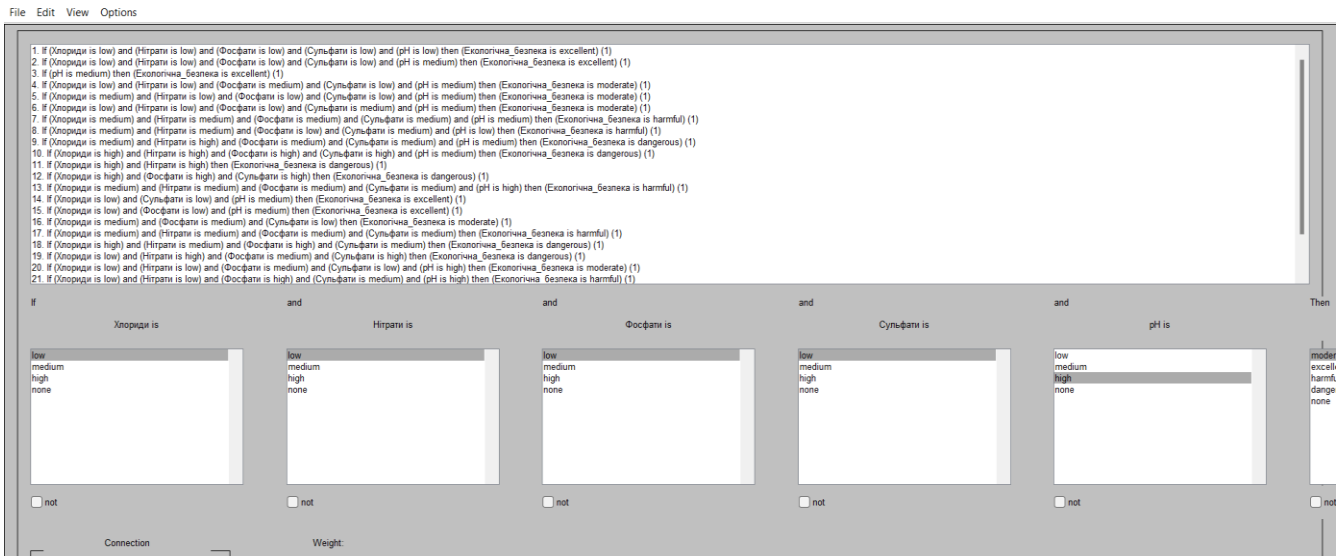 File Edit View Options
1. If (Хлориди is low) and (Нітрати is low) and (Фосфати is low) and (Сульфати is low) and (pH is low) then (Екологічна_безпека is excellent) (1)
2. If (Хлориди is low) and (Нітрати is low) and (Фосфати is low) and (Сульфати is low) and (pH is medium) then (Екологічна_безпека is excellent) (1)
3. If (pH is medium) then (Екологічна_безпека is excellent) (1)
4. If (Хлориди is low) and (Нітрати is low) and (Фосфати is medium) and (Сульфати is low) and (pH is medium) then (Екологічна_безпека is moderate) (1)
5. If (Хлориди is medium) and (Нітрати is low) and (Фосфати is low) and (Сульфати is low) and (pH is medium) then (Екологічна_безпека is moderate) (1)
6. If (Хлориди is low) and (Нітрати is low) and (Фосфати is low) and (Сульфати is medium) and (pH is medium) then (Екологічна_безпека is moderate) (1)
7. If (Хлориди is medium) and (Нітрати is medium) and (Фосфати is medium) and (Сульфати is medium) and (pH is medium) then (Екологічна_безпека is harmful) (1)
8. If (Хлориди is medium) and (Нітрати is medium) and (Фосфати is low) and (Сульфати is medium) and (pH is low) then (Екологічна_безпека is harmful) (1)
9. If (Хлориди is medium) and (Нітрати is high) and (Фосфати is medium) and (Сульфати is medium) and (pH is medium) then (Екологічна_безпека is dangerous) (1)
10. If (Хлориди is high) and (Нітрати is high) and (Фосфати is high) and (Сульфати is high) and (pH is medium) then (Екологічна_безпека is dangerous) (1)
11. If (Хлориди is high) and (Нітрати is high) then (Екологічна_безпека is dangerous) (1)
12. If (Хлориди is high) and (Фосфати is high) and (Сульфати is high) then (Екологічна_безпека is dangerous) (1)
13. If (Хлориди is medium) and (Нітрати is medium) and (Фосфати is medium) and (Сульфати is medium) and (pH is high) then (Екологічна_безпека is harmful) (1)
14. If (Хлориди is low) and (Сульфати is low) and (pH is medium) then (Екологічна_безпека is excellent) (1)
15. If (Хлориди is low) and (Фосфати is low) and (pH is medium) then (Екологічна_безпека is excellent) (1)
16. If (Хлориди is medium) and (Фосфати is medium) and (Сульфати is low) then (Екологічна_безпека is moderate) (1)
17. If (Хлориди is medium) and (Нітрати is medium) and (Фосфати is medium) and (Сульфати is medium) then (Екологічна_безпека is harmful) (1)
18. If (Хлориди is high) and (Нітрати is medium) and (Фосфати is high) and (Сульфати is medium) then (Екологічна_безпека is dangerous) (1)
19. If (Хлориди is low) and (Нітрати is high) and (Фосфати is medium) and (Сульфати is high) then (Екологічна_безпека is dangerous) (1)
20. If (Хлориди is low) and (Нітрати is low) and (Фосфати is medium) and (Сульфати is low) and (pH is high) then (Екологічна_безпека is moderate) (1)
21. If (Хлориди is low) and (Нітрати is low) and (Фосфати is high) and (Сульфати is medium) and (pH is high) then (Екологічна_безпека is harmful) (1)
If and and and and Then
Хлориди is Нітрати is Фосфати is Сульфати is pH is
low low low low low moder
medium medium medium medium medium excelle
high high high high high harmfu
none none none none none dange
none
not not not not not not
Connection Weight: